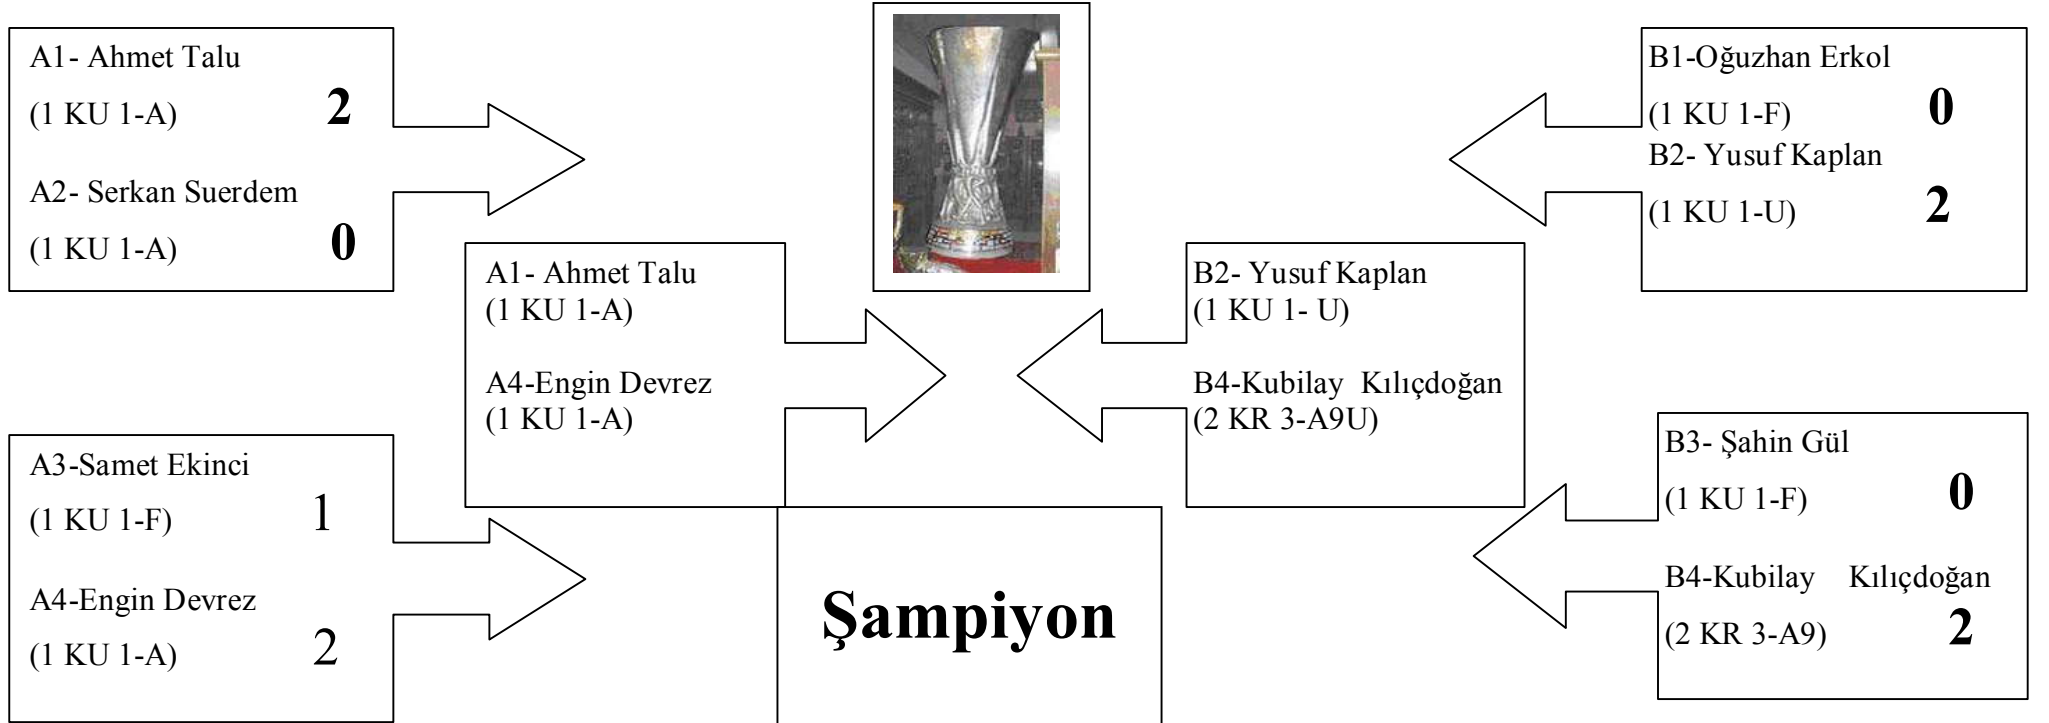 A1- Ahmet Talu
(1 KU 1-A) 2
A2- Serkan Suerdem
(1 KU 1-A) 0
A3-Samet Ekinci
(1 KU 1-F) 1
A4-Engin Devrez
(1 KU 1-A) 2
A1- Ahmet Talu
(1 KU 1-A)
A4-Engin Devrez
(1 KU 1-A)
Şampiyon
B2- Yusuf Kaplan
(1 KU 1- U)
B4-Kubilay Kılıçdoğan
(2 KR 3-A9U)
B1-Oğuzhan Erkol
(1 KU 1-F) 0
B2- Yusuf Kaplan
(1 KU 1-U) 2
B3- Şahin Gül
(1 KU 1-F) 0
B4-Kubilay Kılıçdoğan
(2 KR 3-A9) 2